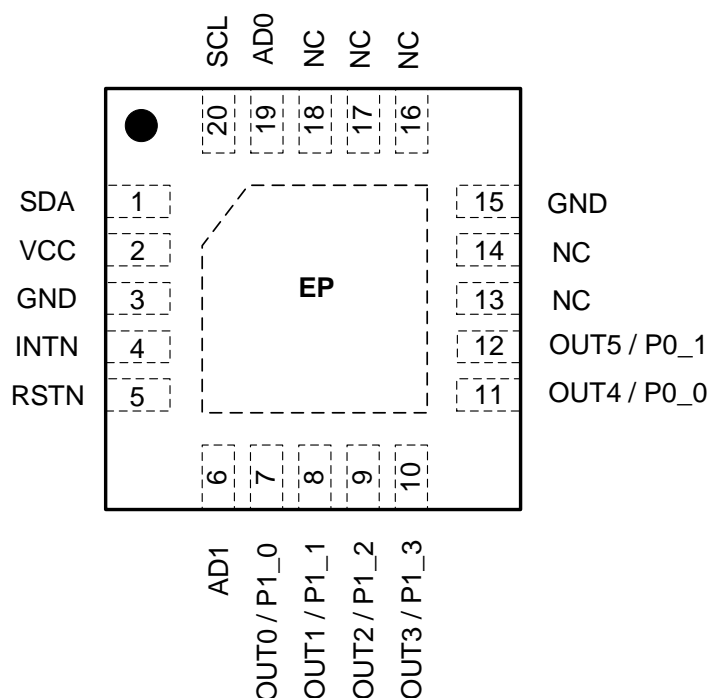 SCL
AD0
NC
NC
NC
20
19
18
17
16
SDA
1
15
GND
VCC
2
14
NC
GND
3
EP
13
NC
INTN
4
12
OUT5 / P0_1
RSTN
5
11
OUT4 / P0_0
6
7
8
9
10
AD1
OUT0 / P1_0
OUT1 / P1_1
OUT2 / P1_2
OUT3 / P1_3